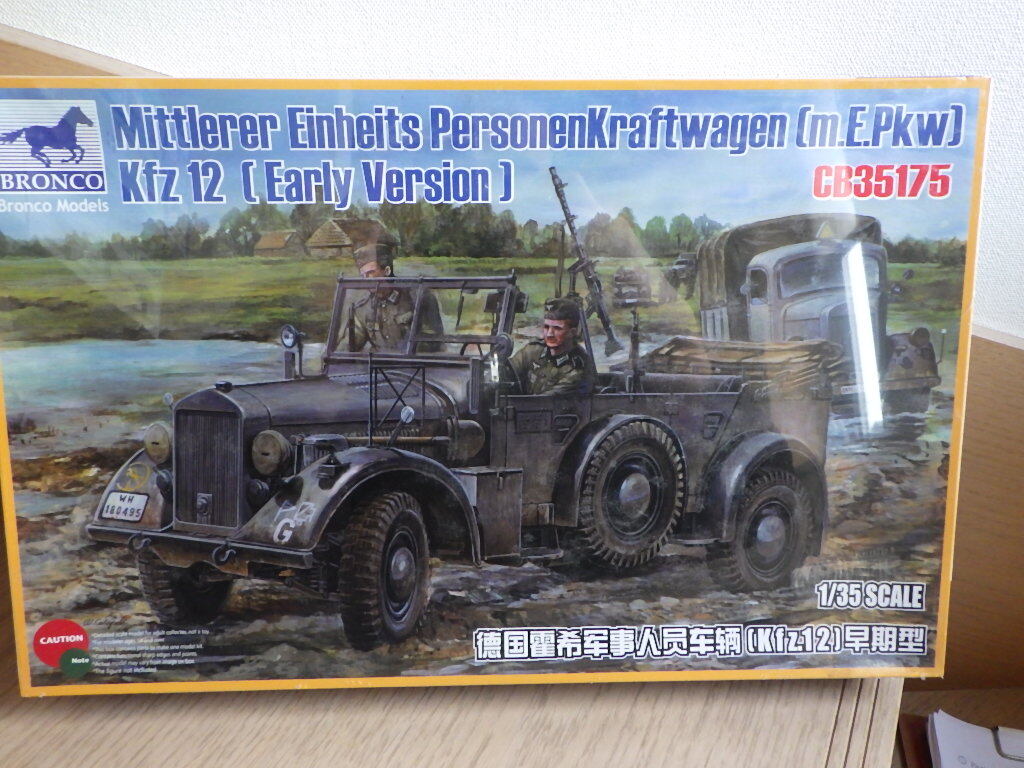 Mittlerer Einheits PersonenKraftwagen (m.E.Pkw)
Kfz 12 (Early Version)
CB35175
BRONCO
Bronco Models
WH
180495
G
1/35 SCALE
德国霍希军事人员车辆(Kfz12)早期型
CAUTION
Note